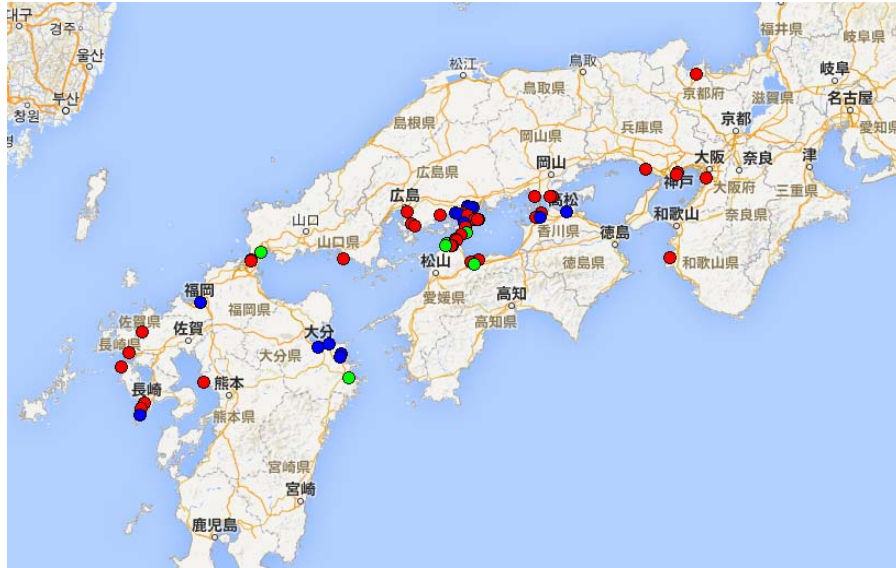 대구
경주
울산
부산
창원
松江
鳥取
福井県
岐阜県
岐阜
京都府
滋賀県
名古屋
愛知県
島根県
鳥取県
岡山県
兵庫県
京都
広島県
岡山
大阪
奈良
津
神戸
大阪府
三重県
広島
高松
和歌山
奈良県
山口
山口県
香川県
徳島
松山
徳島県
和歌山県
愛媛県
高知
高知県
福岡
福岡県
佐賀県
佐賀
大分
長崎県
大分県
長崎
熊本
熊本県
宮崎県
宮崎
鹿児島